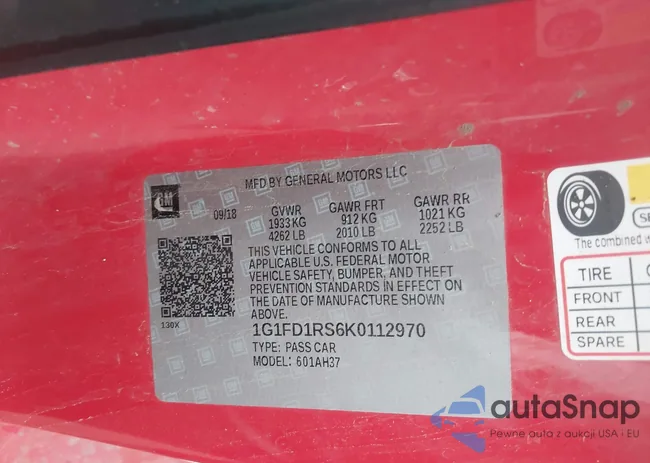 MFD BY GENERAL MOTORS LLC
GM
09/18 GVWR GAWR FRT GAWR RR
1933 KG 912 KG 1021 KG
4262 LB 2010 LB 2252 LB
THIS VEHICLE CONFORMS TO ALL
APPLICABLE U.S. FEDERAL MOTOR
VEHICLE SAFETY, BUMPER, AND THEFT
PREVENTION STANDARDS IN EFFECT ON
THE DATE OF MANUFACTURE SHOWN
ABOVE.
130X
1G1FD1RS6K0112970
TYPE: PASS CAR
MODEL: 601AH37
The combined
TIRE
FRONT
REAR
SPARE
autaSnap
Pewne auta z aukcji USA i EU